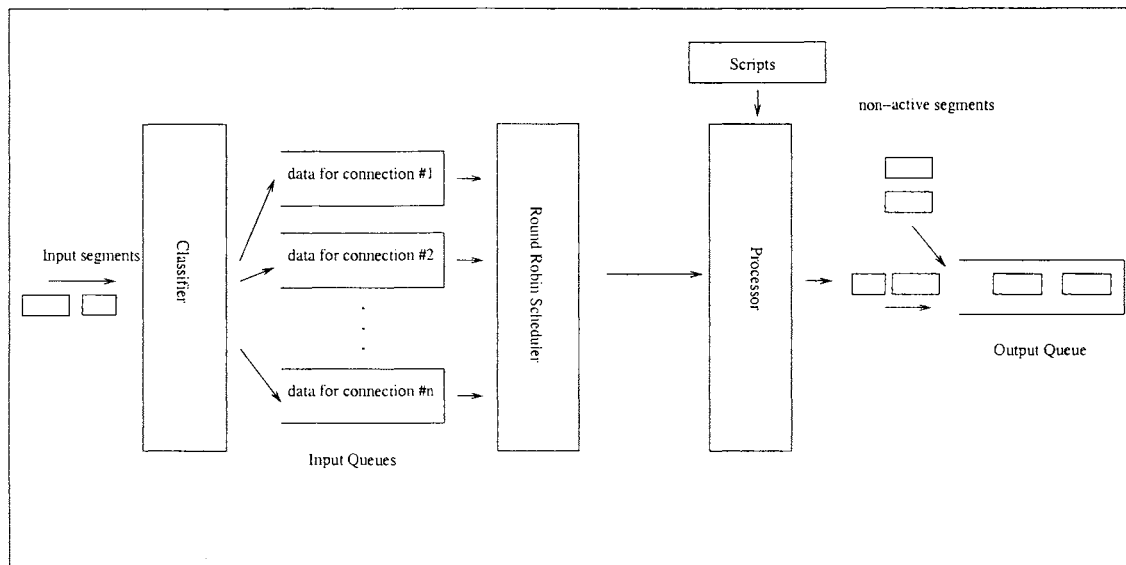 Scripts
non-active segments
data for connection #1
Input segments
Classifier
data for connection #2
Round Robin Scheduler
Processor
.
.
.
Output Queue
data for connection #n
Input Queues